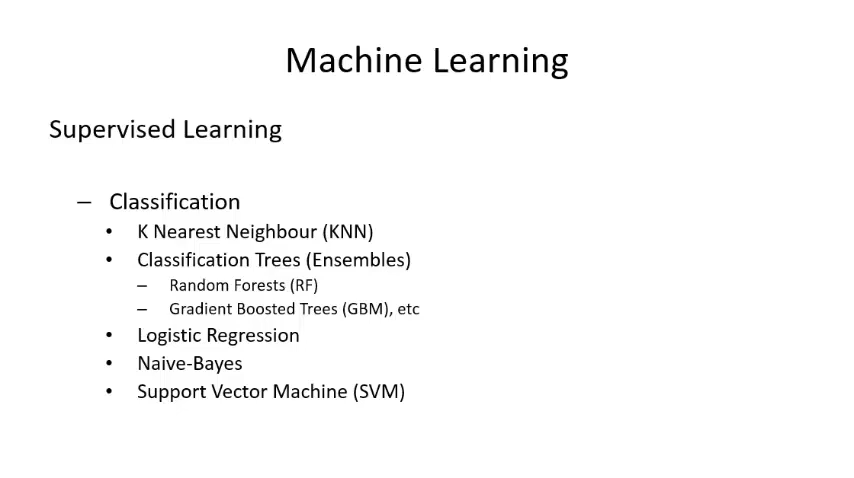 Machine Learning
Supervised Learning
– Classification
• K Nearest Neighbour (KNN)
• Classification Trees (Ensembles)
– Random Forests (RF)
– Gradient Boosted Trees (GBM), etc
• Logistic Regression
• Naive-Bayes
• Support Vector Machine (SVM)